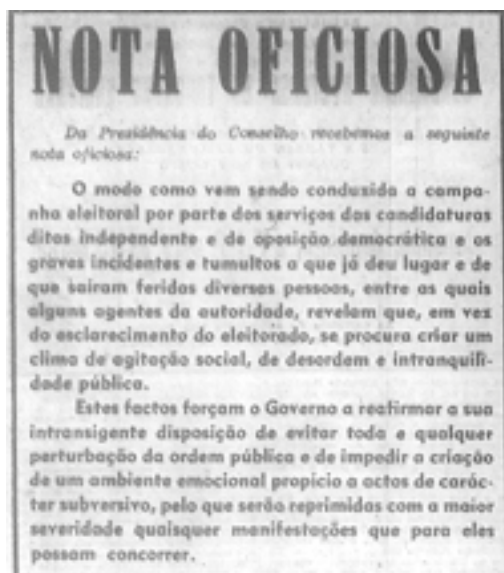 NOTA OFICIOSA
Da Presidência do Conselho recebemos a seguinte
nota oficiosa:
O modo como vem sendo conduzida a campa-
nha eleitoral por parte dos serviços das candidaturas
ditas independente e de oposição democrática e os
graves incidentes e tumultos a que já deu lugar e de
que saíram feridas diversas pessoas, entre as quais
alguns agentes da autoridade, revelam que, em vez
do esclarecimento do eleitorado, se procura criar um
clima de agitação social, de desordem e intranquili-
dade pública.
Estes factos forçam o Governo a reafirmar a sua
intransigente disposição de evitar toda e qualquer
perturbação da ordem pública e de impedir a criação
de um ambiente emocional propício a actos de carác-
ter subversivo, pelo que serão reprimidas com a maior
severidade quaisquer manifestações que para eles
possam concorrer.